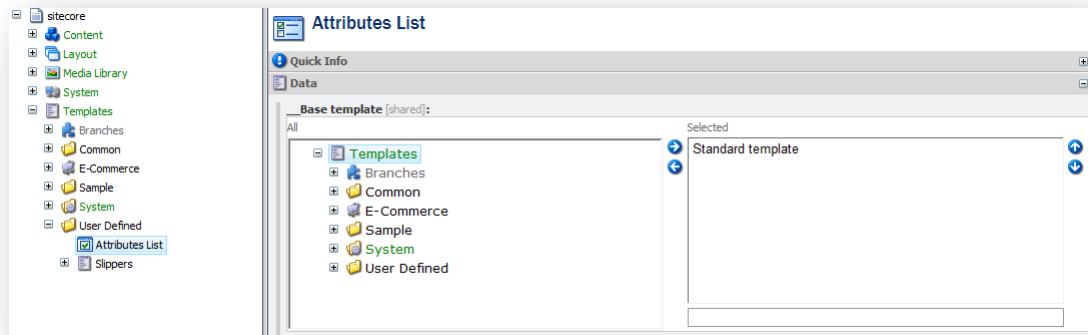 sitecore
Content
Layout
Media Library
System
Templates
Branches
Common
E-Commerce
Sample
System
User Defined
Attributes List
Slippers
Attributes List
Quick Info
Data
__Base template [shared]:
All
Templates
Branches
Common
E-Commerce
Sample
System
User Defined
Selected
Standard template